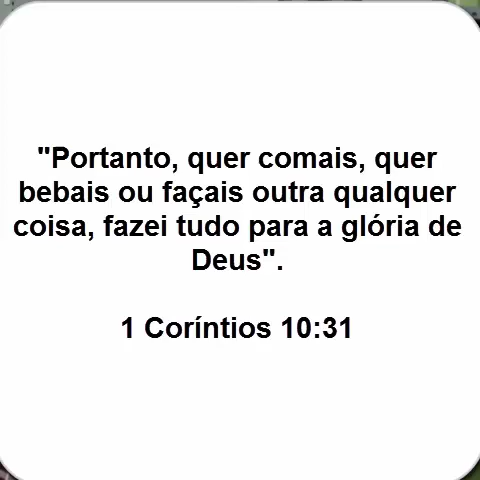 "Portanto, quer comais, quer
bebais ou façais outra qualquer
coisa, fazei tudo para a glória de
Deus".
1 Coríntios 10:31